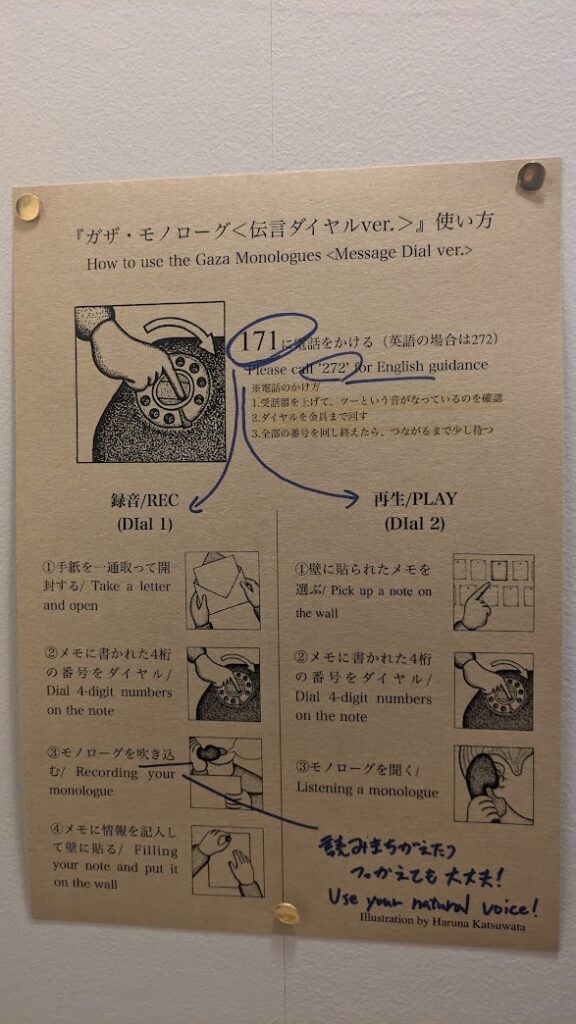 『ガザ・モノローグ<伝言ダイヤルver.>』使い方
How to use the Gaza Monologues <Message Dial ver.>
171に電話をかける（英語の場合は272）
Please call '272' for English guidance
※電話のかけ方
1.受話器を上げて、ツーという音がなっているのを確認
2.ダイヤルを金具まで回す
3.全部の番号を回し終えたら、つながるまで少し待つ
録音/REC
(DIal 1)
①手紙を一通取って開
封する/ Take a letter
and open
②メモに書かれた4桁
の番号をダイヤル/
Dial 4-digit numbers
on the note
③モノローグを吹き込
む/ Recording your
monologue
④メモに情報を記入し
て壁に貼る/ Filling
your note and put it
on the wall
再生/PLAY
(DIal 2)
①壁に貼られたメモを
選ぶ/ Pick up a note on
the wall
②メモに書かれた4桁
の番号をダイヤル/
Dial 4-digit numbers
on the note
③モノローグを聞く/
Listening a monologue
読みまちがえたり
つっかえても大丈夫!
Use your natural voice!
Illustration by Haruna Katsuwata